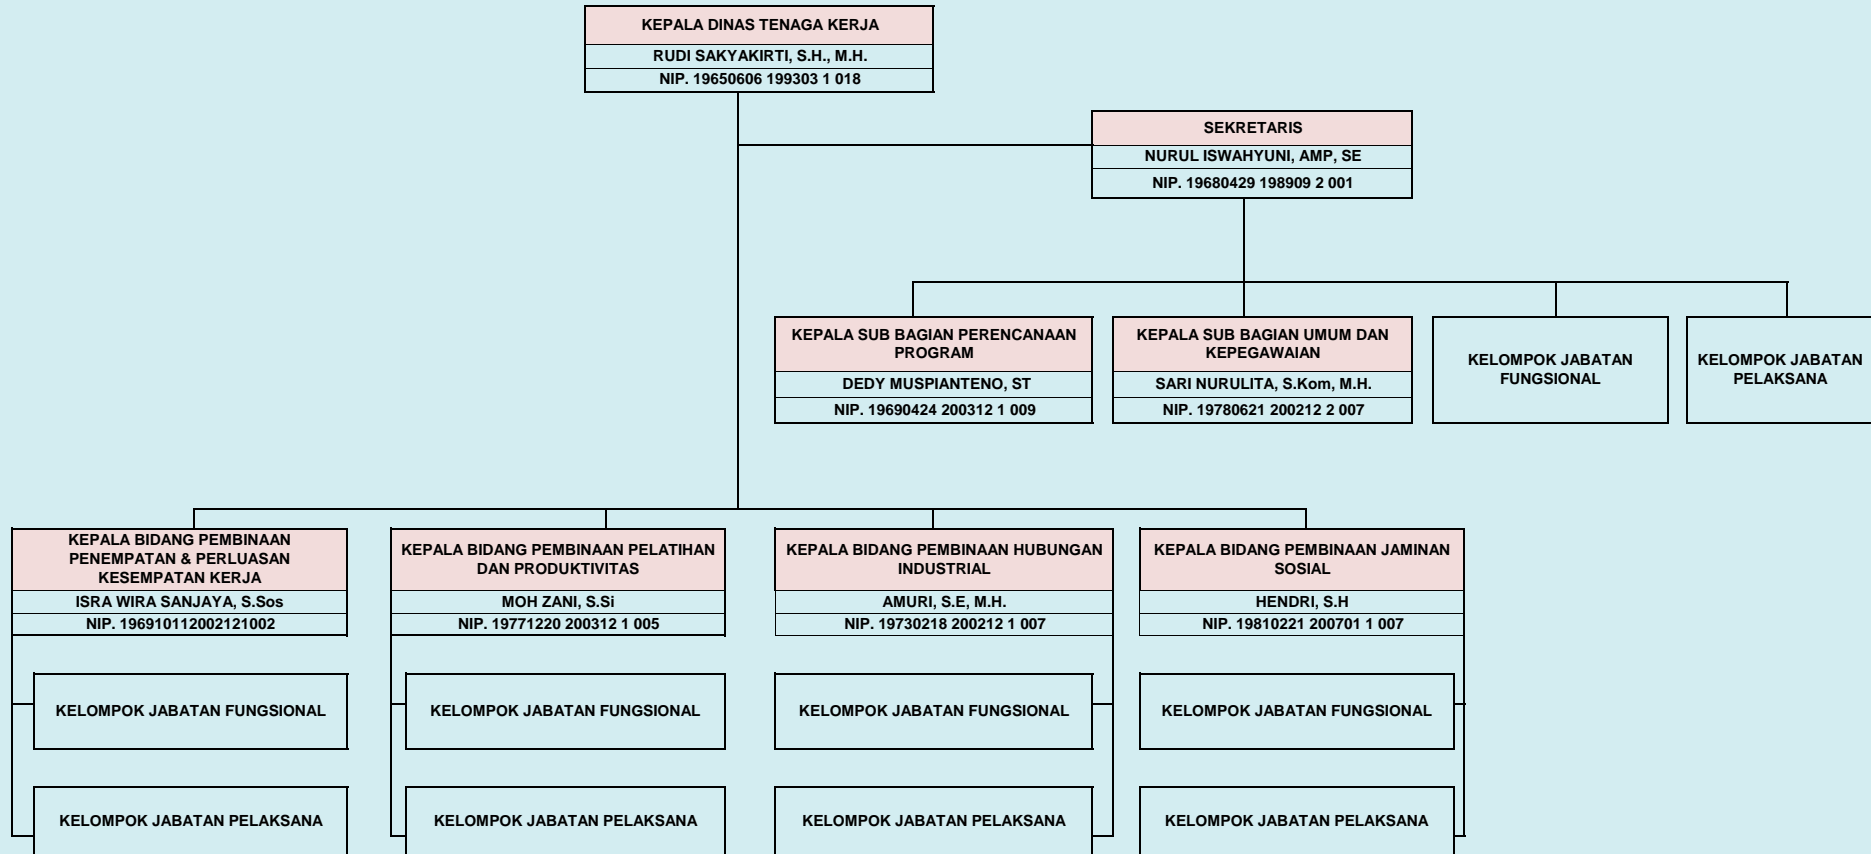 KEPALA DINAS TENAGA KERJA
RUDI SAKYAKIRTI, S.H., M.H.
NIP. 19650606 199303 1 018
SEKRETARIS
NURUL ISWAHYUNI, AMP, SE
NIP. 19680429 198909 2 001
KEPALA SUB BAGIAN PERENCANAAN
PROGRAM
DEDY MUSPIANTENO, ST
NIP. 19690424 200312 1 009
KEPALA SUB BAGIAN UMUM DAN
KEPEGAWAIAN
SARI NURULITA, S.Kom, M.H.
NIP. 19780621 200212 2 007
KELOMPOK JABATAN
FUNGSIONAL
KELOMPOK JABATAN
PELAKSANA
KEPALA BIDANG PEMBINAAN
PENEMPATAN & PERLUASAN
KESEMPATAN KERJA
ISRA WIRA SANJAYA, S.Sos
NIP. 196910112002121002
KELOMPOK JABATAN FUNGSIONAL
KELOMPOK JABATAN PELAKSANA
KEPALA BIDANG PEMBINAAN PELATIHAN
DAN PRODUKTIVITAS
MOH ZANI, S.Si
NIP. 19771220 200312 1 005
KELOMPOK JABATAN FUNGSIONAL
KELOMPOK JABATAN PELAKSANA
KEPALA BIDANG PEMBINAAN HUBUNGAN
INDUSTRIAL
AMURI, S.E, M.H.
NIP. 19730218 200212 1 007
KELOMPOK JABATAN FUNGSIONAL
KELOMPOK JABATAN PELAKSANA
KEPALA BIDANG PEMBINAAN JAMINAN
SOSIAL
HENDRI, S.H
NIP. 19810221 200701 1 007
KELOMPOK JABATAN FUNGSIONAL
KELOMPOK JABATAN PELAKSANA